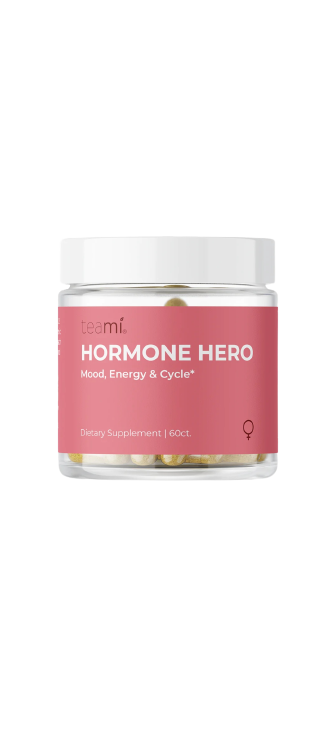 teami®
HORMONE HERO
Mood, Energy & Cycle*
Dietary Supplement | 60ct.